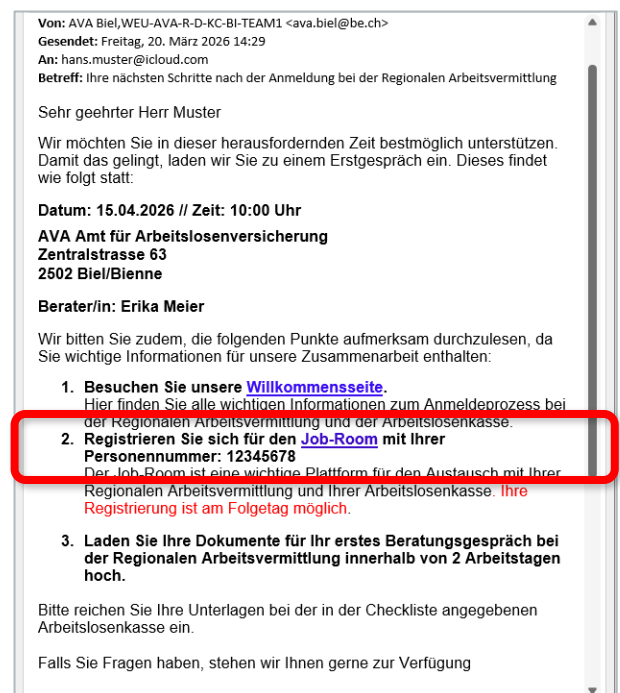 Von: AVA Biel,WEU-AVA-R-D-KC-BI-TEAM1 <ava.biel@be.ch>
Gesendet: Freitag, 20. März 2026 14:29
An: hans.muster@icloud.com
Betreff: Ihre nächsten Schritte nach der Anmeldung bei der Regionalen Arbeitsvermittlung
Sehr geehrter Herr Muster
Wir möchten Sie in dieser herausfordernden Zeit bestmöglich unterstützen.
Damit das gelingt, laden wir Sie zu einem Erstgespräch ein. Dieses findet
wie folgt statt:
Datum: 15.04.2026 // Zeit: 10:00 Uhr
AVA Amt für Arbeitslosenversicherung
Zentralstrasse 63
2502 Biel/Bienne
Berater/in: Erika Meier
Wir bitten Sie zudem, die folgenden Punkte aufmerksam durchzulesen, da
Sie wichtige Informationen für unsere Zusammenarbeit enthalten:
1. Besuchen Sie unsere Willkommensseite.
Hier finden Sie alle wichtigen Informationen zum Anmeldeprozess bei
der Regionalen Arbeitsvermittlung und der Arbeitslosenkasse.
2. Registrieren Sie sich für den Job-Room mit Ihrer
Personennummer: 12345678
Der Job-Room ist eine wichtige Plattform für den Austausch mit Ihrer
Regionalen Arbeitsvermittlung und Ihrer Arbeitslosenkasse. Ihre
Registrierung ist am Folgetag möglich.
3. Laden Sie Ihre Dokumente für Ihr erstes Beratungsgespräch bei
der Regionalen Arbeitsvermittlung innerhalb von 2 Arbeitstagen
hoch.
Bitte reichen Sie Ihre Unterlagen bei der in der Checkliste angegebenen
Arbeitslosenkasse ein.
Falls Sie Fragen haben, stehen wir Ihnen gerne zur Verfügung